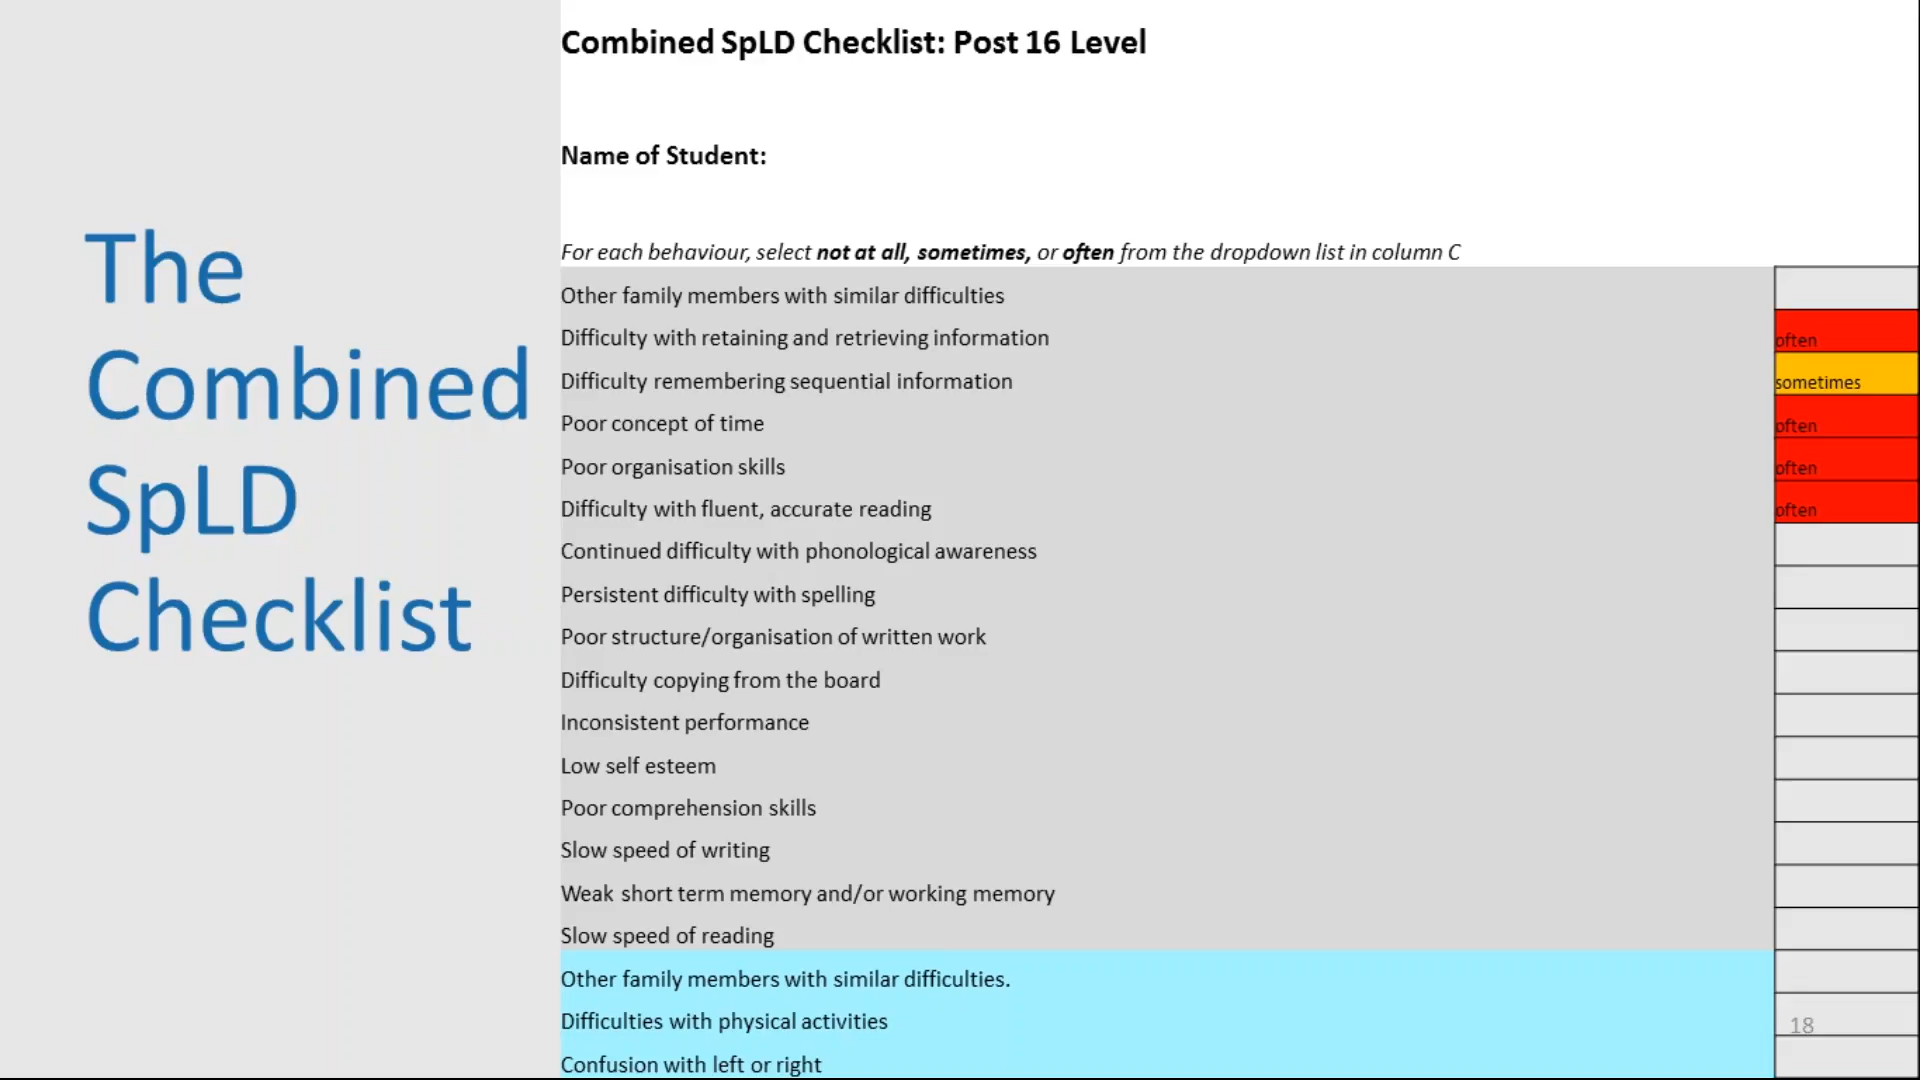 The
Combined
SpLD
Checklist
Combined SpLD Checklist: Post 16 Level
Name of Student:
For each behaviour, select not at all, sometimes, or often from the dropdown list in column C
Other family members with similar difficulties
Difficulty with retaining and retrieving information often
Difficulty remembering sequential information sometimes
Poor concept of time often
Poor organisation skills often
Difficulty with fluent, accurate reading often
Continued difficulty with phonological awareness
Persistent difficulty with spelling
Poor structure/organisation of written work
Difficulty copying from the board
Inconsistent performance
Low self esteem
Poor comprehension skills
Slow speed of writing
Weak short term memory and/or working memory
Slow speed of reading
Other family members with similar difficulties.
Difficulties with physical activities 18
Confusion with left or right